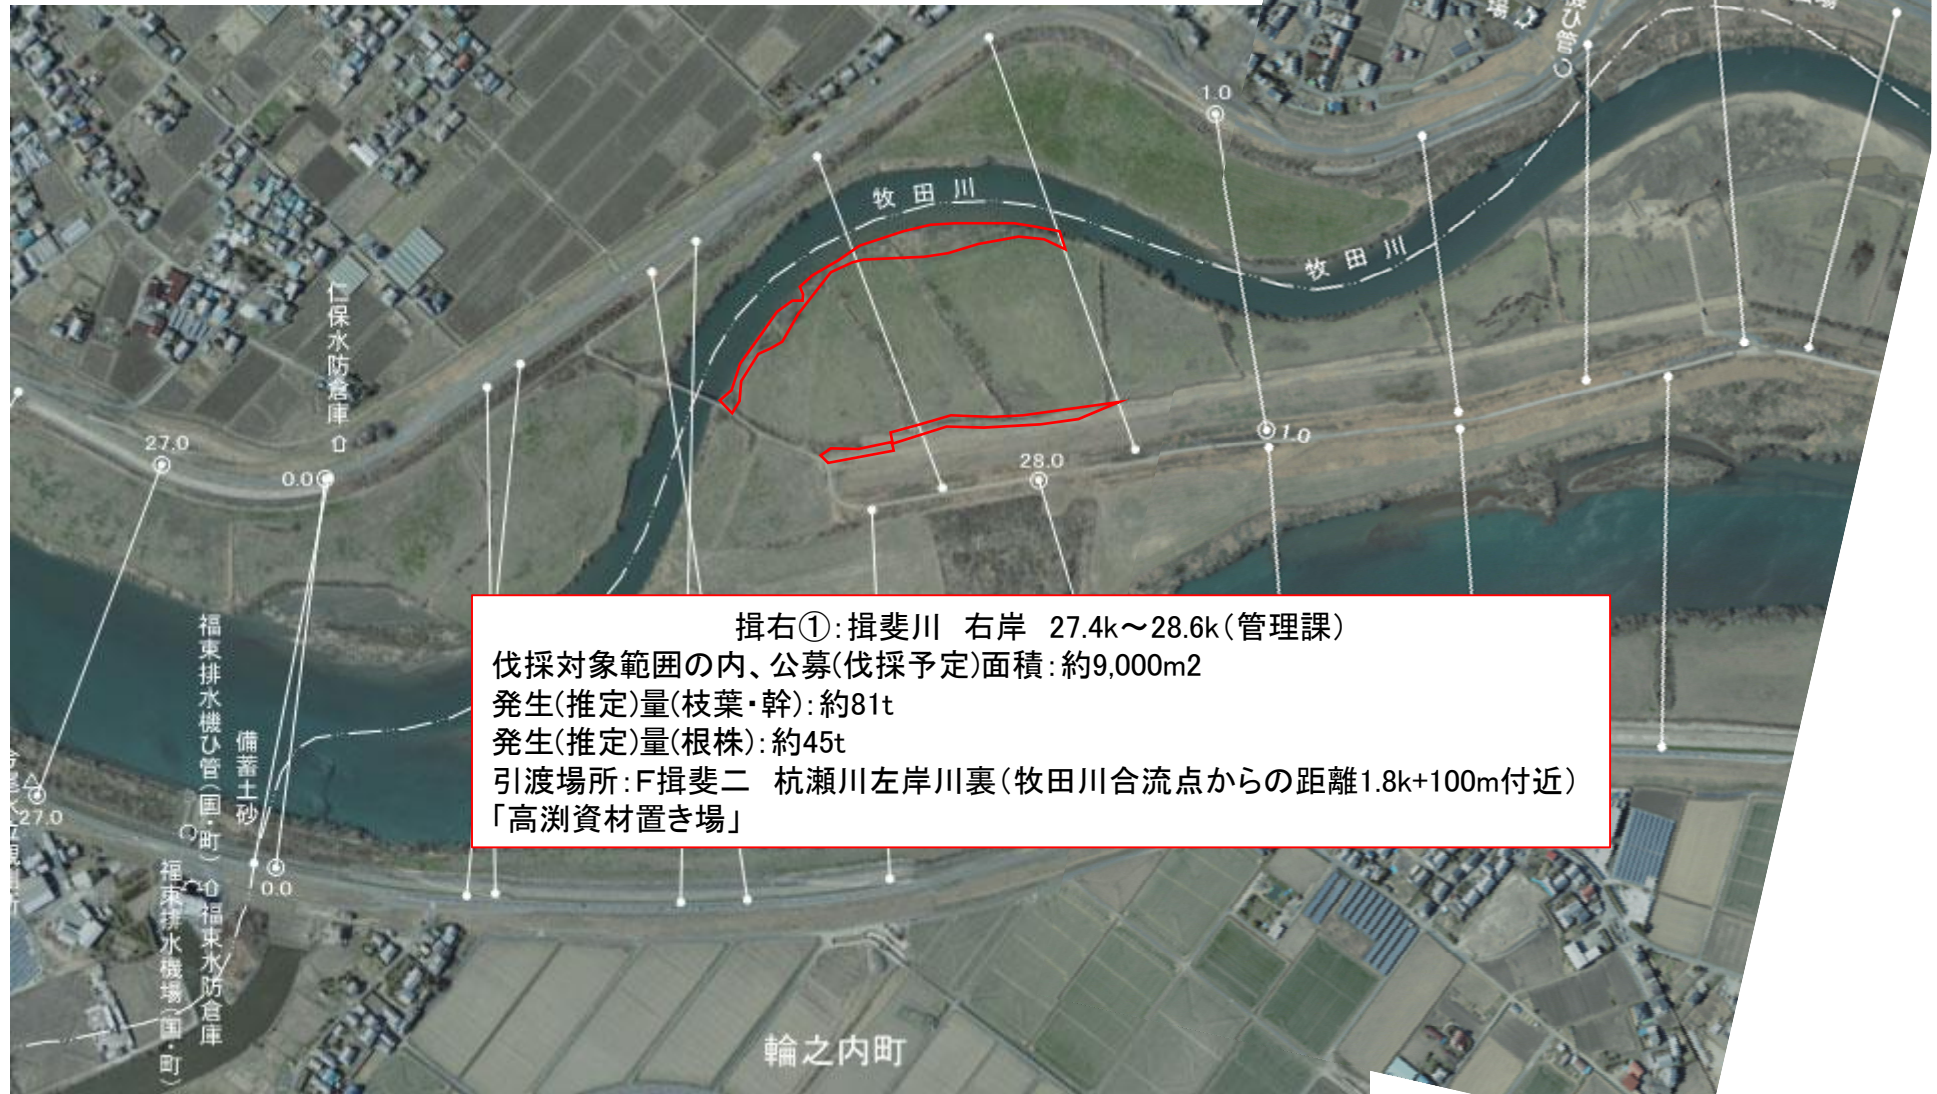 場
牧田川
1.0
牧田川
仁保水防倉庫
27.0
0.0
1.0
28.0
揖右①：揖斐川　右岸　27.4k～28.6k（管理課）
伐採対象範囲の内、公募(伐採予定)面積：約9,000m2
発生(推定)量(枝葉・幹)：約81t
発生(推定)量(根株)：約45t
引渡場所：F揖斐二　杭瀬川左岸川裏（牧田川合流点からの距離1.8k+100m付近）
「高渕資材置き場」
福東排水機ひ管（国・町）
備蓄土砂
27.0
0.0
福東排水機場（国・町）
福東水防倉庫
輪之内町